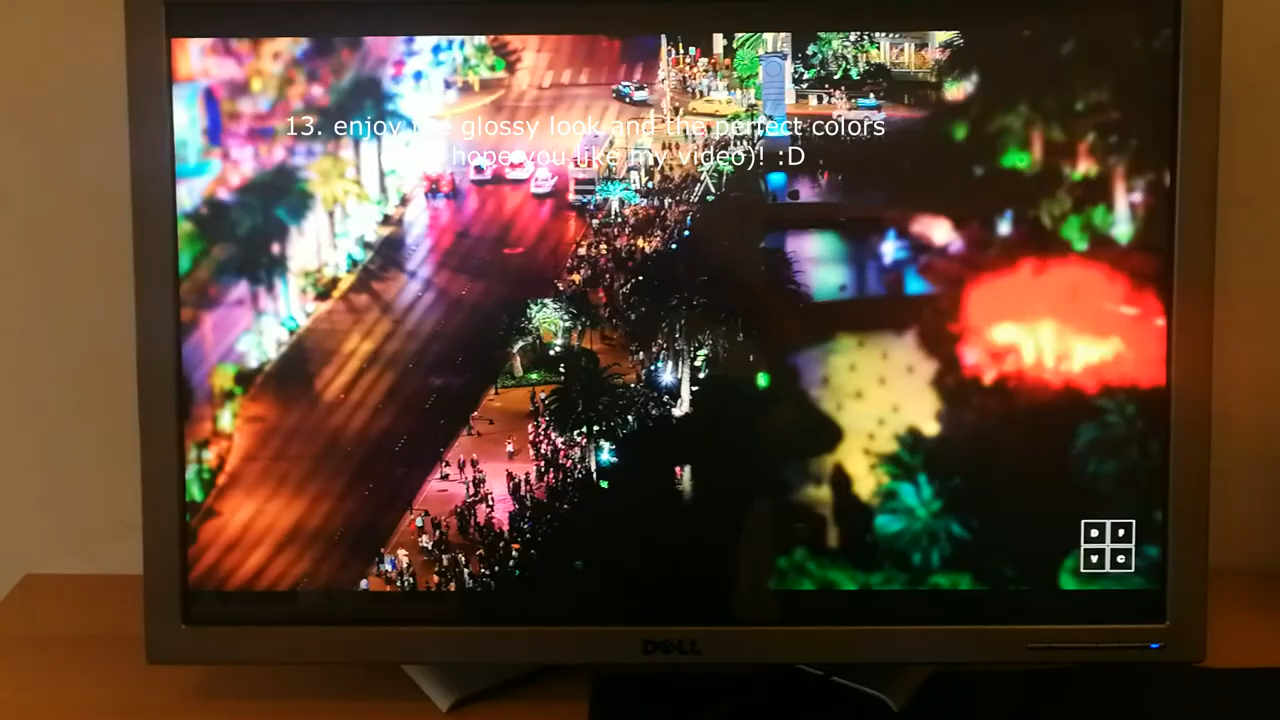 13. enjoy the glossy look and the perfect colors
hope you like my video)! :D
D F
V C
DELL